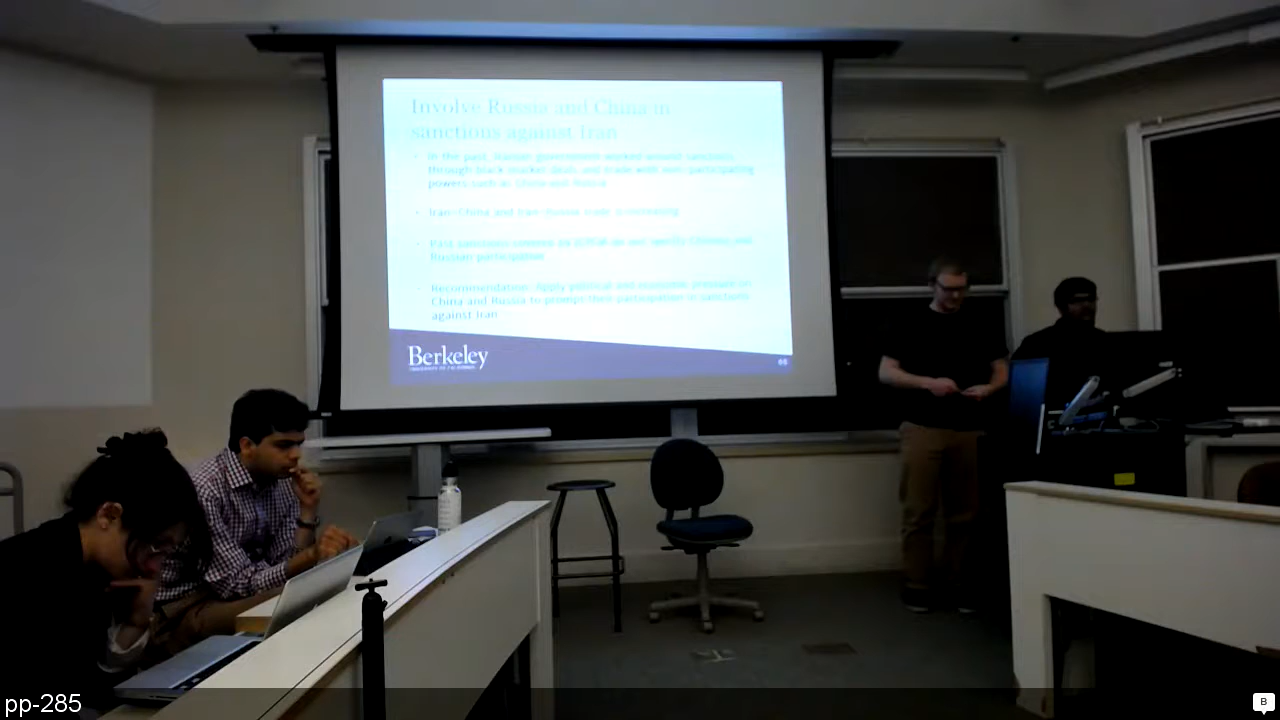 Involve Russia and China in
sanctions against Iran
In the past, Iranian government worked around sanctions
through black market deals and trade with non-participating
powers such as China and Russia
Iran-China and Iran-Russia trade is increasing
Past sanctions do not specify Chinese and
Russian participation
Recommendation: Apply political and economic pressure on
China and Russia to prompt their participation in sanctions
against Iran
Berkeley
UNIVERSITY OF CALIFORNIA
pp-285
B